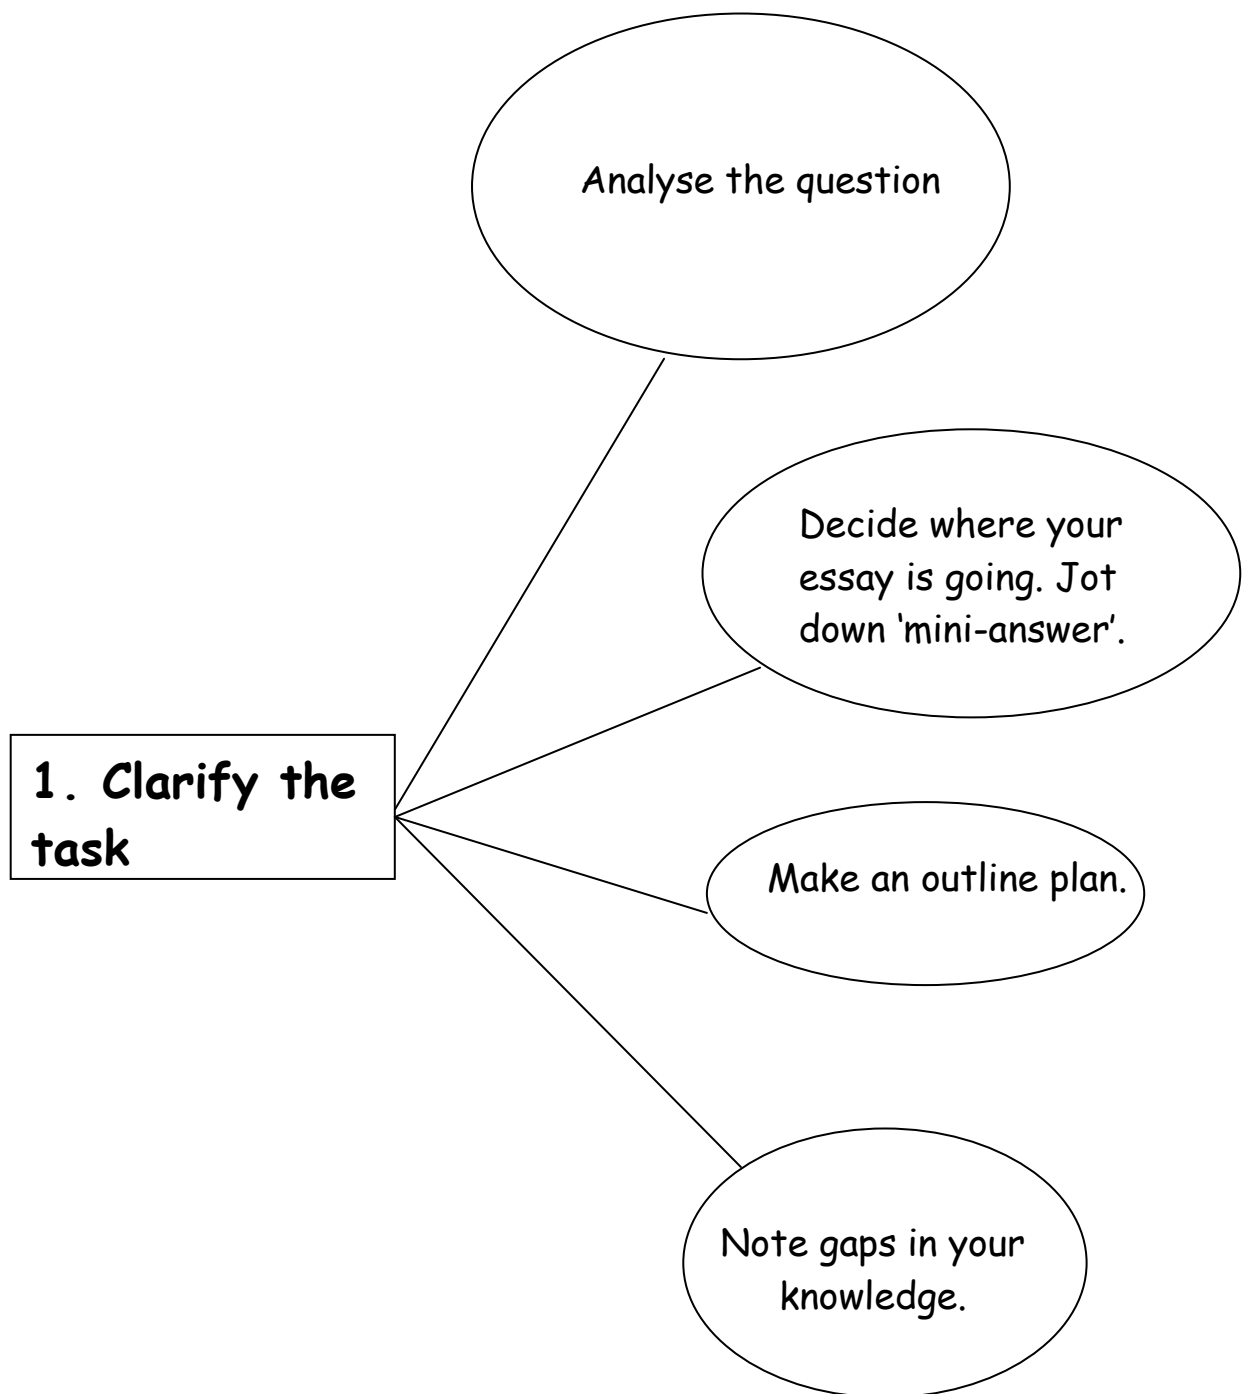 Analyse the question
Decide where your
essay is going. Jot
down ‘mini-answer’.
1. Clarify the
task
Make an outline plan.
Note gaps in your
knowledge.